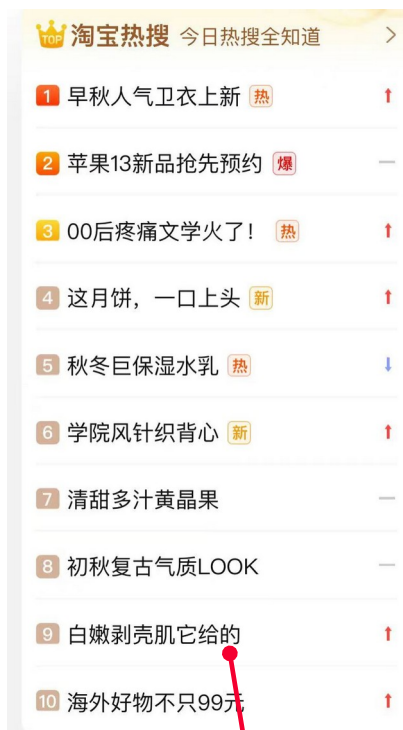 TOP 淘宝热搜 今日热搜全知道
1 早秋人气卫衣上新 热
2 苹果13新品抢先预约 爆
3 00后疼痛文学火了！ 热
4 这月饼，一口上头 新
5 秋冬巨保湿水乳 热
6 学院风针织背心 新
7 清甜多汁黄晶果
8 初秋复古气质LOOK
9 白嫩剥壳肌它给的
10 海外好物不只99元